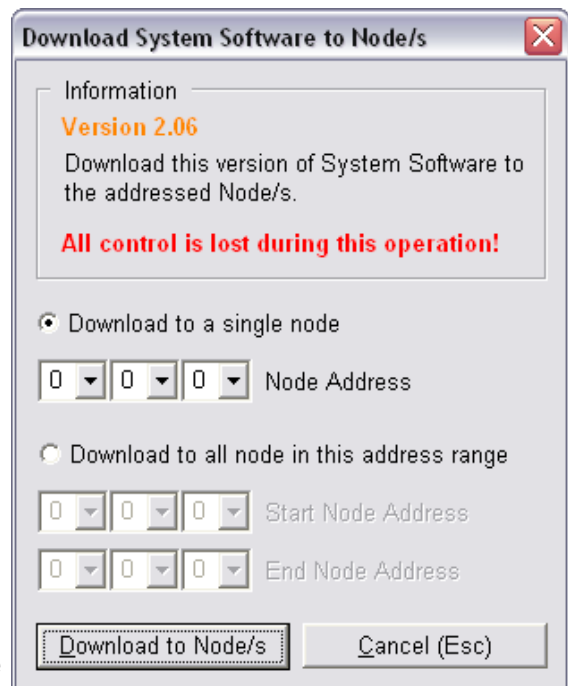 Download System Software to Node/s
Information
Version 2.06
Download this version of System Software to
the addressed Node/s.
All control is lost during this operation!
Download to a single node
0 0 0 Node Address
Download to all node in this address range
0 0 0 Start Node Address
0 0 0 End Node Address
Download to Node/s Cancel (Esc)